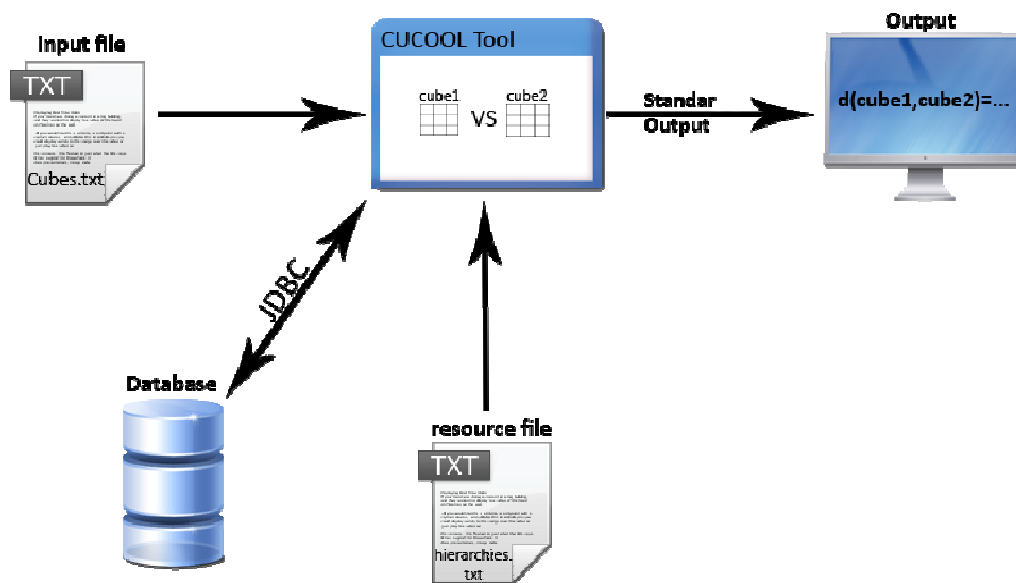 Input file
TXT
Cubes.txt
CUCOOL Tool
cube1
VS
cube2
Standar
Output
Output
d(cube1,cube2)=...
JDBC
Database
resource file
TXT
hierarchies.
txt